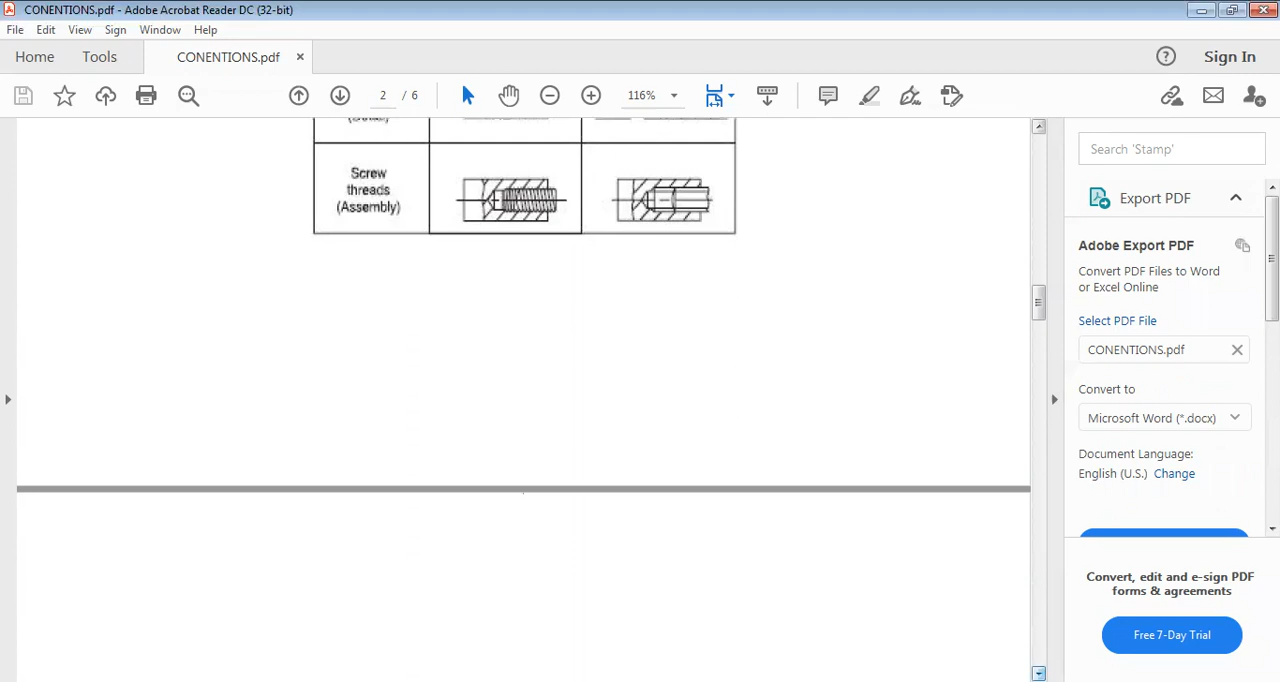 CONENTIONS.pdf - Adobe Acrobat Reader DC (32-bit)
File Edit View Sign Window Help
Home Tools CONENTIONS.pdf × Sign In
2 / 6 116%
Search 'Stamp'
Export PDF
Adobe Export PDF
Convert PDF Files to Word
or Excel Online
Select PDF File
CONENTIONS.pdf
Convert to
Microsoft Word (*.docx)
Document Language:
English (U.S.) Change
Convert, edit and e-sign PDF
forms & agreements
Free 7-Day Trial
Screw
threads
(Assembly)